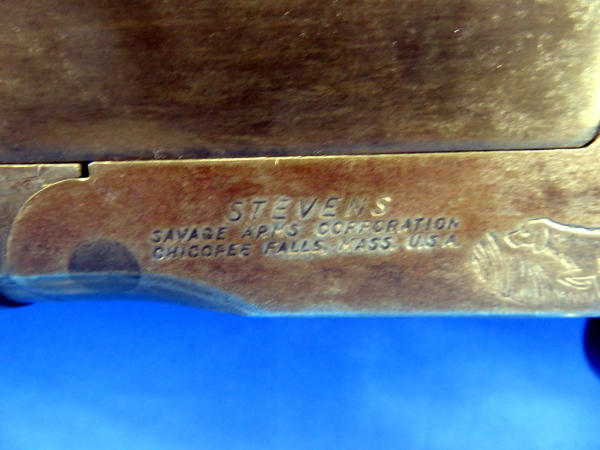 STEVENS
SAVAGE ARMS CORPORATION
CHICOPEE FALLS, MASS. U.S.A.